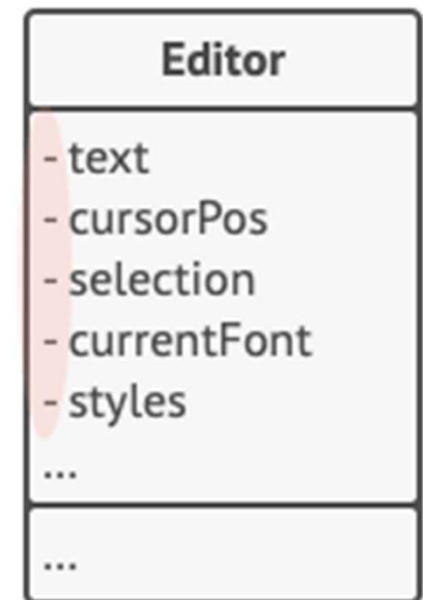 Editor
- text
- cursorPos
- selection
- currentFont
- styles
...
...